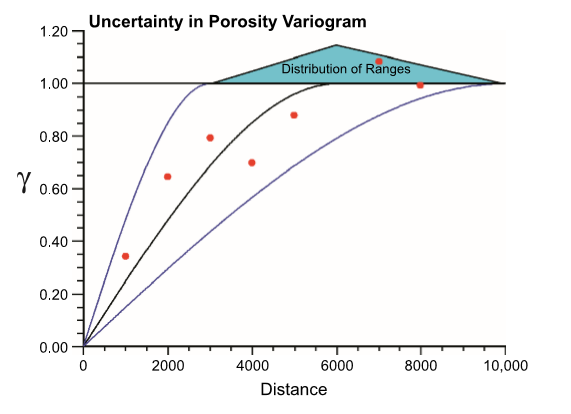 Uncertainty in Porosity Variogram
1.20
Distribution of Ranges
1.00
0.80
γ
0.60
0.40
0.20
0.00
0 2000 4000 6000 8000 10,000
Distance